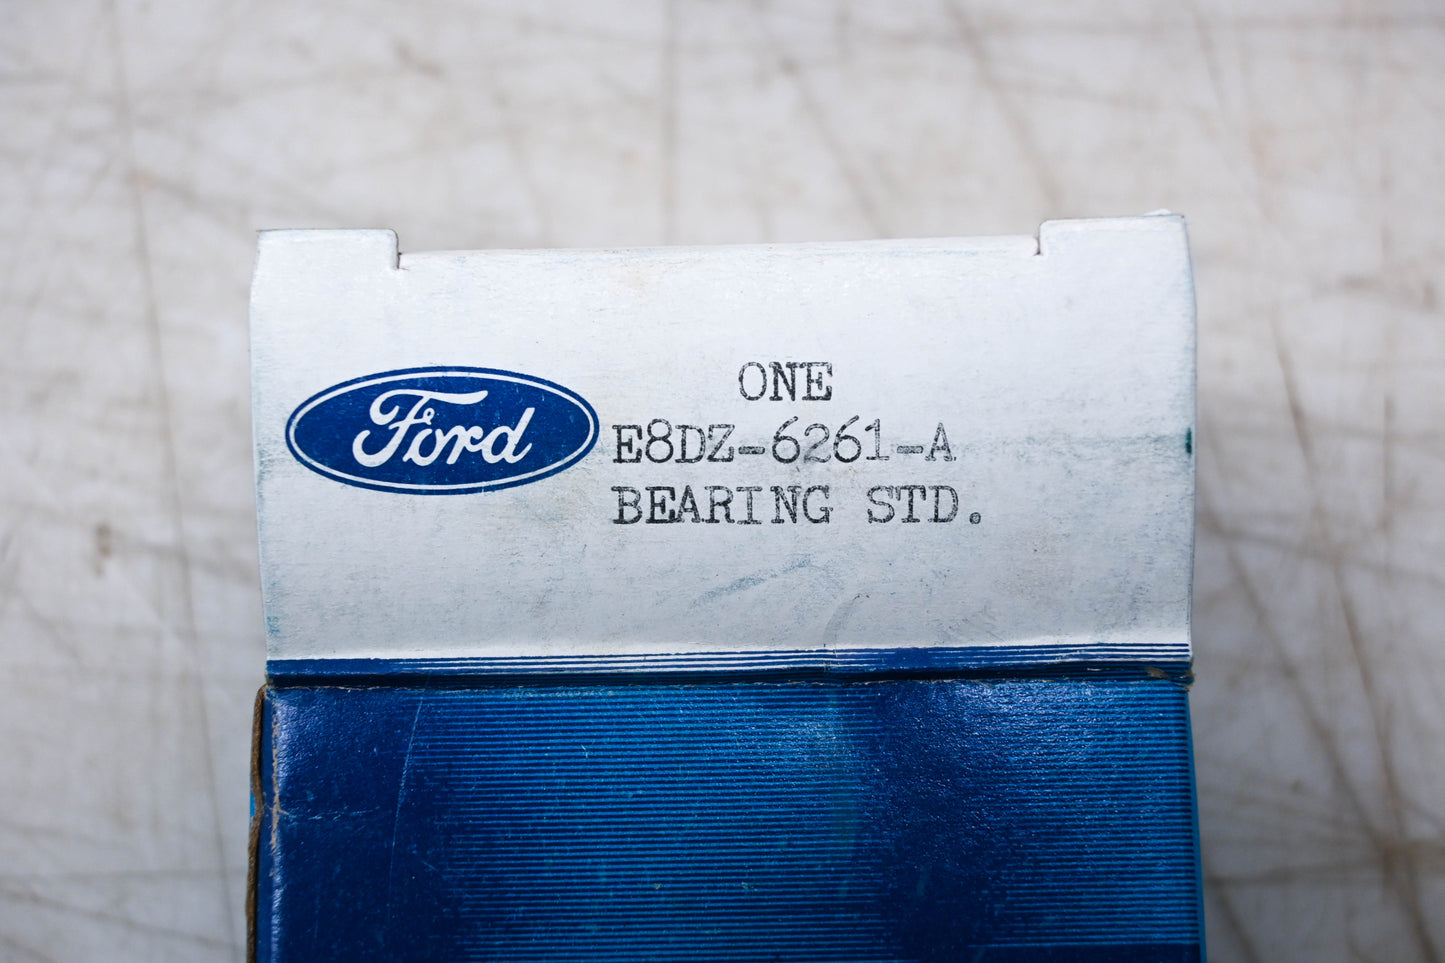 Ford
ONE
E8DZ-6261-A
BEARING STD.